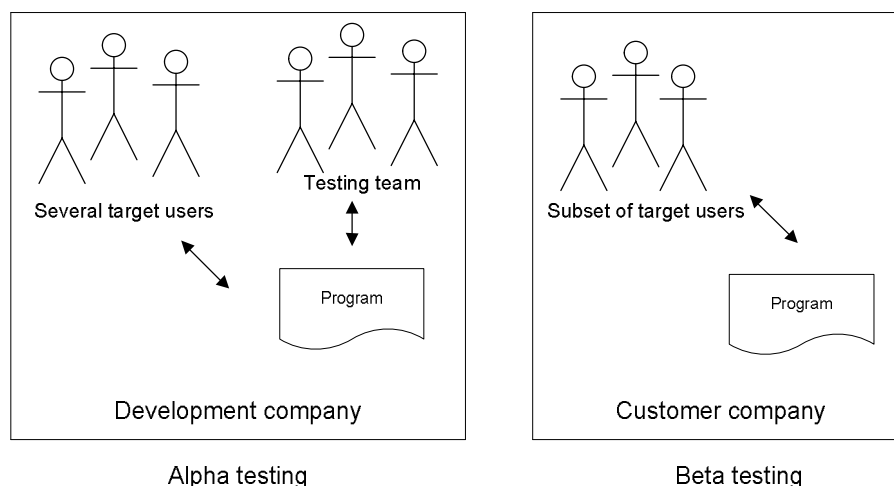 Testing team
Several target users
Program
Development company
Alpha testing
Subset of target users
Program
Customer company
Beta testing